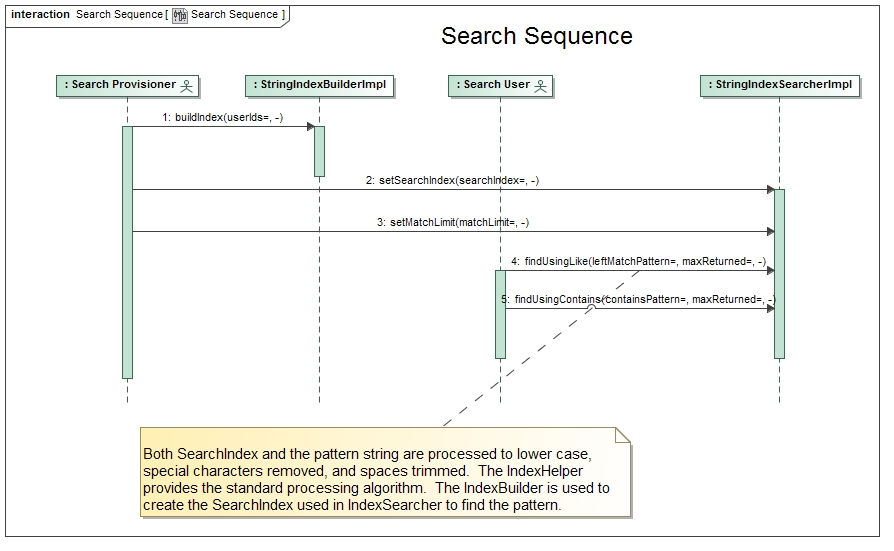 interaction Search Sequence [ Search Sequence ]
Search Sequence
: Search Provisioner
: StringIndexBuilderImpl
: Search User
: StringIndexSearcherImpl
1: buildIndex(userIds=, -)
2: setSearchIndex(searchIndex=, -)
3: setMatchLimit(matchLimit=, -)
4: findUsingLike(leftMatchPattern=, maxReturned=, -)
5: findUsingContains(containsPattern=, maxReturned=, -)
Both SearchIndex and the pattern string are processed to lower case,
special characters removed, and spaces trimmed. The IndexHelper
provides the standard processing algorithm. The IndexBuilder is used to
create the SearchIndex used in IndexSearcher to find the pattern.